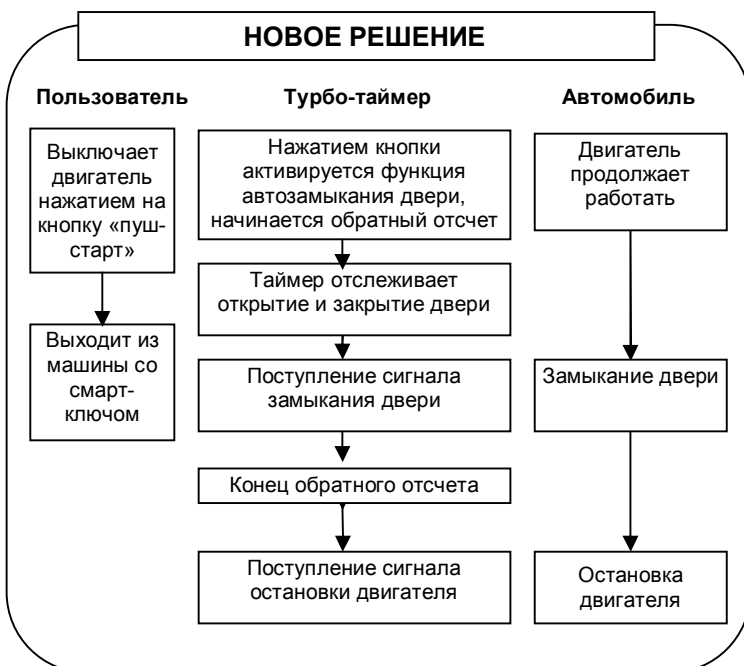 НОВОЕ РЕШЕНИЕ
Пользователь
Выключает
двигатель
нажатием на
кнопку «пуш-
старт»
Выходит из
машины со
смарт-
ключом
Турбо-таймер
Нажатием кнопки
активируется функция
автозамыкания двери,
начинается обратный отсчет
Таймер отслеживает
открытие и закрытие двери
Поступление сигнала
замыкания двери
Конец обратного отсчета
Поступление сигнала
остановки двигателя
Автомобиль
Двигатель
продолжает
работать
Замыкание двери
Остановка
двигателя